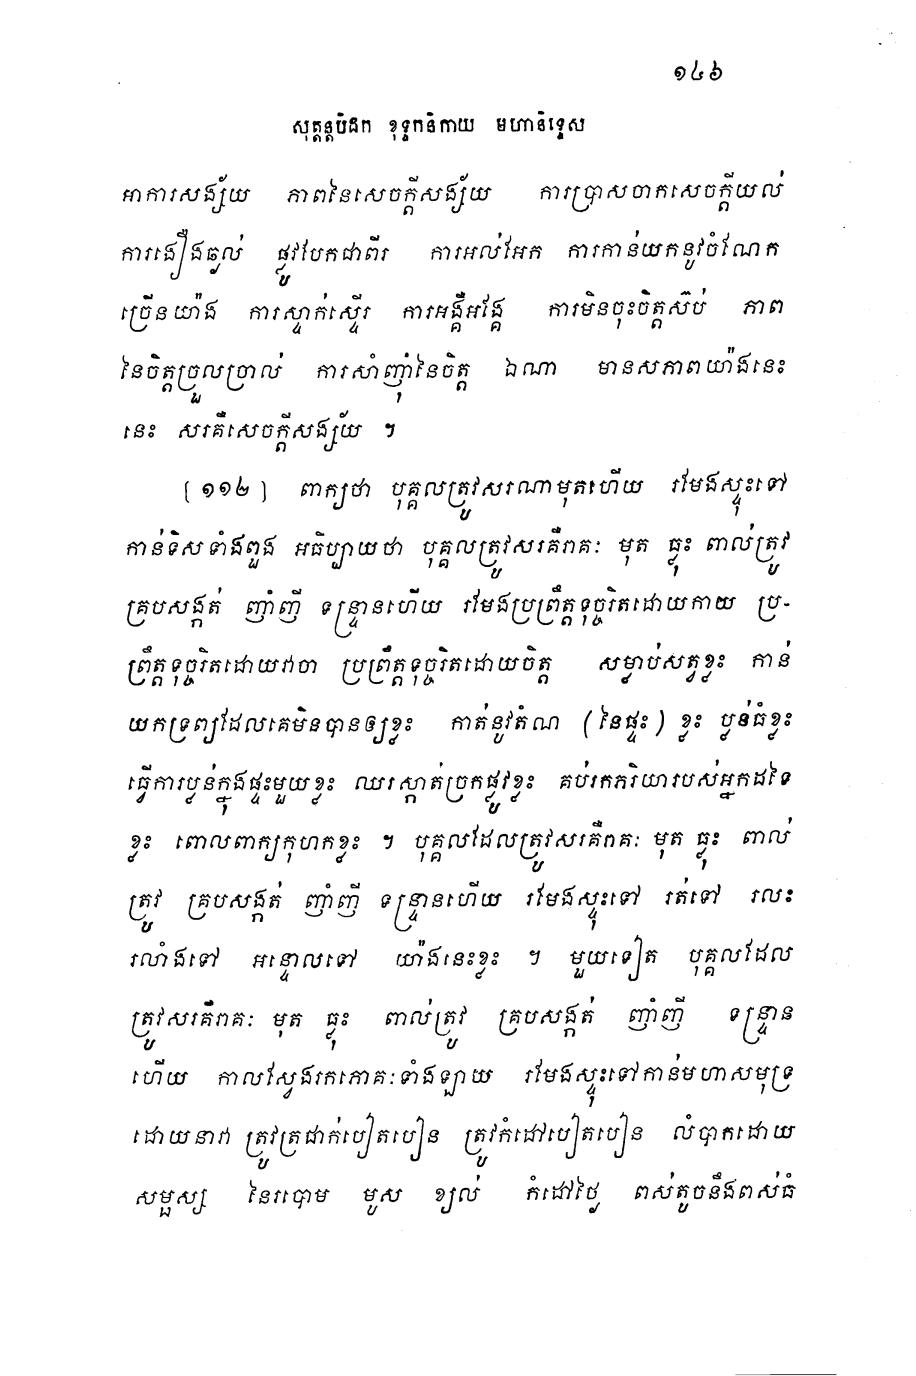 ១៤៦
សុត្តន្តបិដក ខុទ្ទកនិកាយ មហានិទ្ទេស
អាការសង្ស័យ ភាពនៃសេចក្តីសង្ស័យ ការប្រាសចាកសេចក្តីយល់
ការងឿងឆ្ងល់ ផ្លូវបែកជាពីរ ការអល់អែក ការកាន់យកនូវចំណែក
ច្រើនយ៉ាង ការស្ទាក់ស្ទើរ ការអង្គឺអង្គែ ការមិនចុះចិត្តស៊ប់ ភាព
នៃចិត្តច្រួលច្រាល់ ការសាំញ៉ាំនៃចិត្ត ឯណា មានសភាពយ៉ាងនេះ
នេះ សរគឺសេចក្តីសង្ស័យ ។
[១១២] ពាក្យថា បុគ្គលត្រូវសរណាមុតហើយ រមែងស្ទុះទៅ
កាន់ទិសទាំងពួង អធិប្បាយថា បុគ្គលត្រូវសរគឺរាគៈ មុត ធ្លុះ ពាល់ត្រូវ
គ្របសង្កត់ ញាំញី ទន្ទ្រានហើយ រមែងប្រព្រឹត្តទុច្ចរិតដោយកាយ ប្រ-
ព្រឹត្តទុច្ចរិតដោយវាចា ប្រព្រឹត្តទុច្ចរិតដោយចិត្ត សម្លាប់សត្វខ្លះ កាន់
យកទ្រព្យដែលគេមិនបានឲ្យខ្លះ កាត់នូវតំណ (នៃផ្ទះ) ខ្លះ ប្លន់ធំខ្លះ
ធ្វើការប្លន់ក្នុងផ្ទះមួយខ្លះ ឈរស្កាត់ច្រកផ្លូវខ្លះ គប់រកភរិយារបស់អ្នកដទៃ
ខ្លះ ពោលពាក្យកុហកខ្លះ ។ បុគ្គលដែលត្រូវសរគឺរាគៈ មុត ធ្លុះ ពាល់
ត្រូវ គ្របសង្កត់ ញាំញី ទន្ទ្រានហើយ រមែងស្ទុះទៅ រត់ទៅ រលះ
រលាំងទៅ អន្ទោលទៅ យ៉ាងនេះខ្លះ ។ មួយទៀត បុគ្គលដែល
ត្រូវសរគឺរាគៈ មុត ធ្លុះ ពាល់ត្រូវ គ្របសង្កត់ ញាំញី ទន្ទ្រាន
ហើយ កាលស្វែងរកភោគៈទាំងឡាយ រមែងស្ទុះទៅកាន់មហាសមុទ្រ
ដោយនាវា ត្រូវត្រជាក់បៀតបៀន ត្រូវកំដៅបៀតបៀន លំបាកដោយ
សម្ផស្ស នៃរបោម មូស ខ្យល់ កំដៅថ្ងៃ ពស់តូចនឹងពស់ធំ